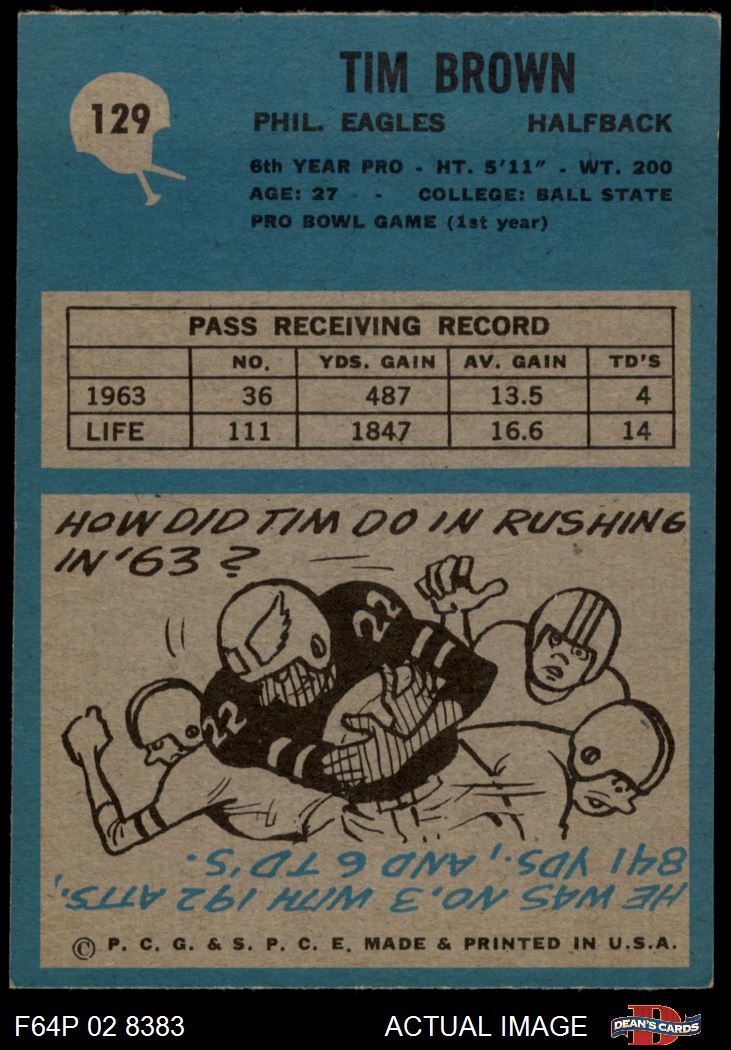 129
TIM BROWN
PHIL. EAGLES HALFBACK
6th YEAR PRO - HT. 5'11" - WT. 200
AGE: 27 - - COLLEGE: BALL STATE
PRO BOWL GAME (1st year)
PASS RECEIVING RECORD
NO. YDS. GAIN AV. GAIN TD'S
1963 36 487 13.5 4
LIFE 111 1847 16.6 14
HOW DID TIM DO IN RUSHING
IN '63?
22
22
HE WAS NO. 3 WITH 192 ATTS.,
841 YDS., AND 6 TD'S.
© P. C. G. & S. P. C. E. MADE & PRINTED IN U.S.A.
F64P 02 8383 ACTUAL IMAGE
D
DEAN'S CARDS